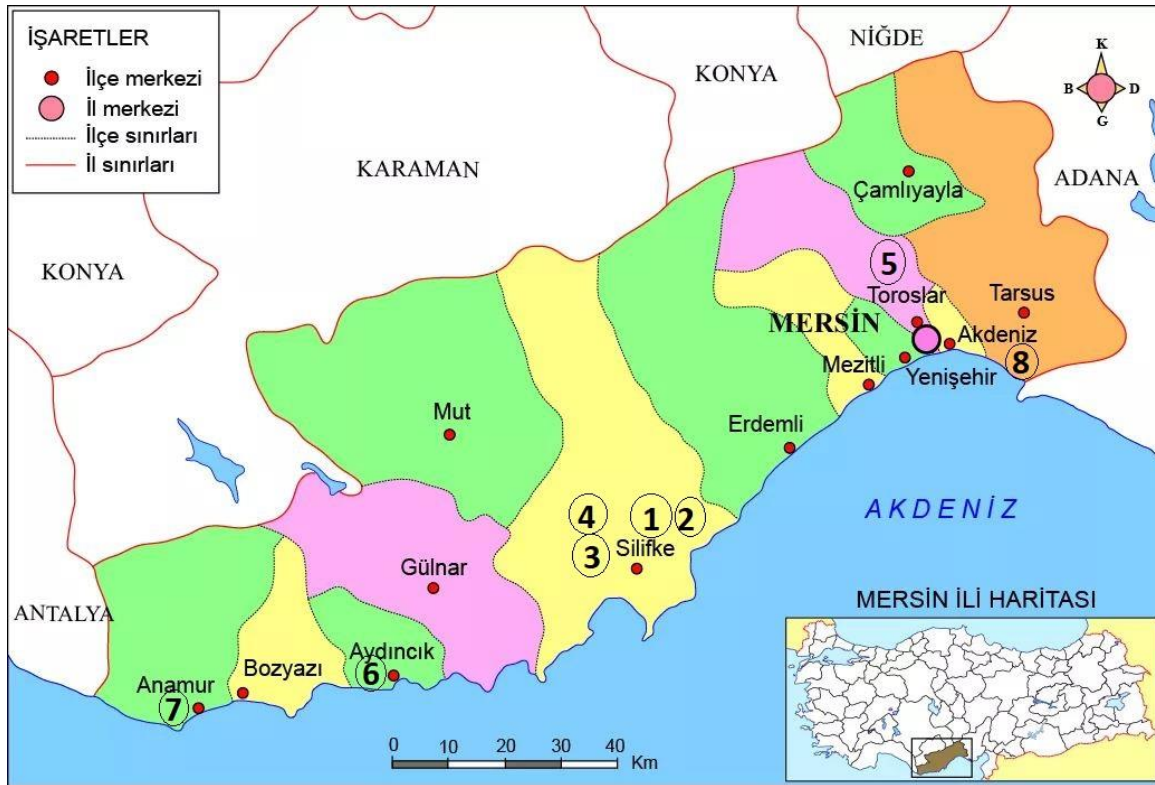 İŞARETLER
İlçe merkezi
İl merkezi
İlçe sınırları
İl sınırları
NİĞDE
KONYA
K
B D
G
KARAMAN
ADANA
Çamlıyayla
KONYA
5
Toroslar
Tarsus
MERSİN
Akdeniz
8
Mezitli
Yenişehir
Mut
Erdemli
4
1
2
AKDENİZ
3
Silifke
Gülnar
ANTALYA
MERSİN İLİ HARİTASI
Aydıncık
6
Bozyazı
Anamur
7
0 10 20 30 40
Km